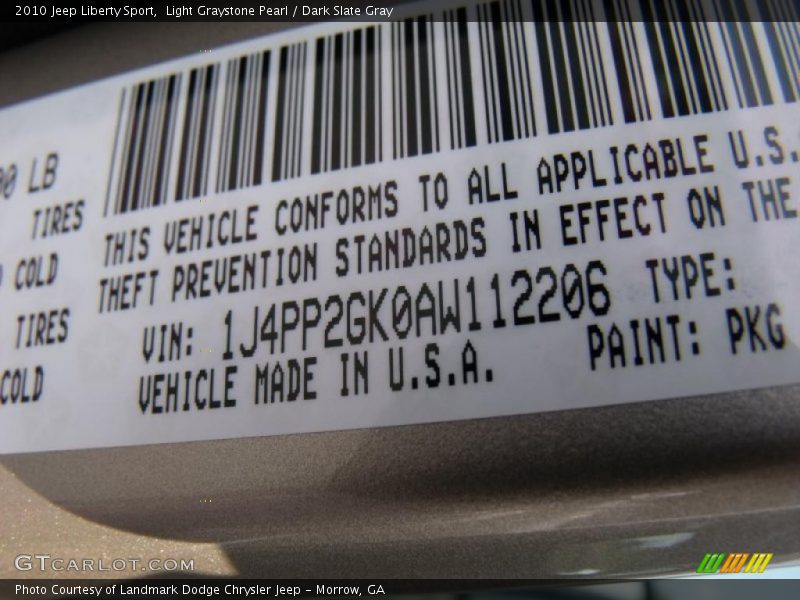 2010 Jeep Liberty Sport, Light Graystone Pearl / Dark Slate Gray
LB
TIRES
COLD
TIRES
COLD
THIS VEHICLE CONFORMS TO ALL APPLICABLE U.S.
THEFT PREVENTION STANDARDS IN EFFECT ON THE
VIN: 1J4PP2GK0AW112206 TYPE:
VEHICLE MADE IN U.S.A. PAINT: PKG
GTCARLOT.COM
Photo Courtesy of Landmark Dodge Chrysler Jeep – Morrow, GA